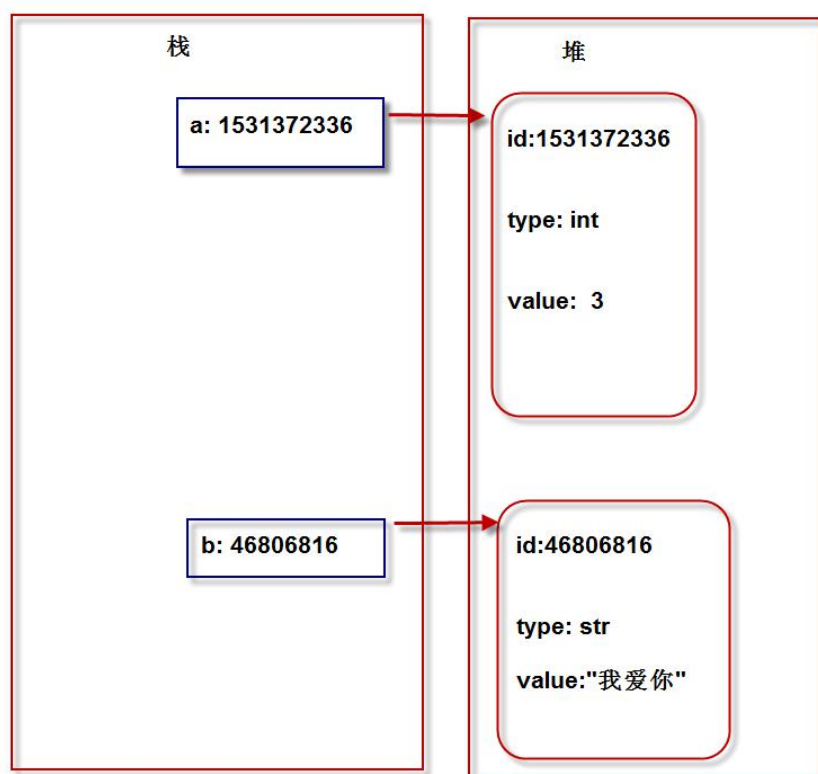 栈
a: 1531372336
b: 46806816
堆
id:1531372336
type: int
value: 3
id:46806816
type: str
value:"我爱你"